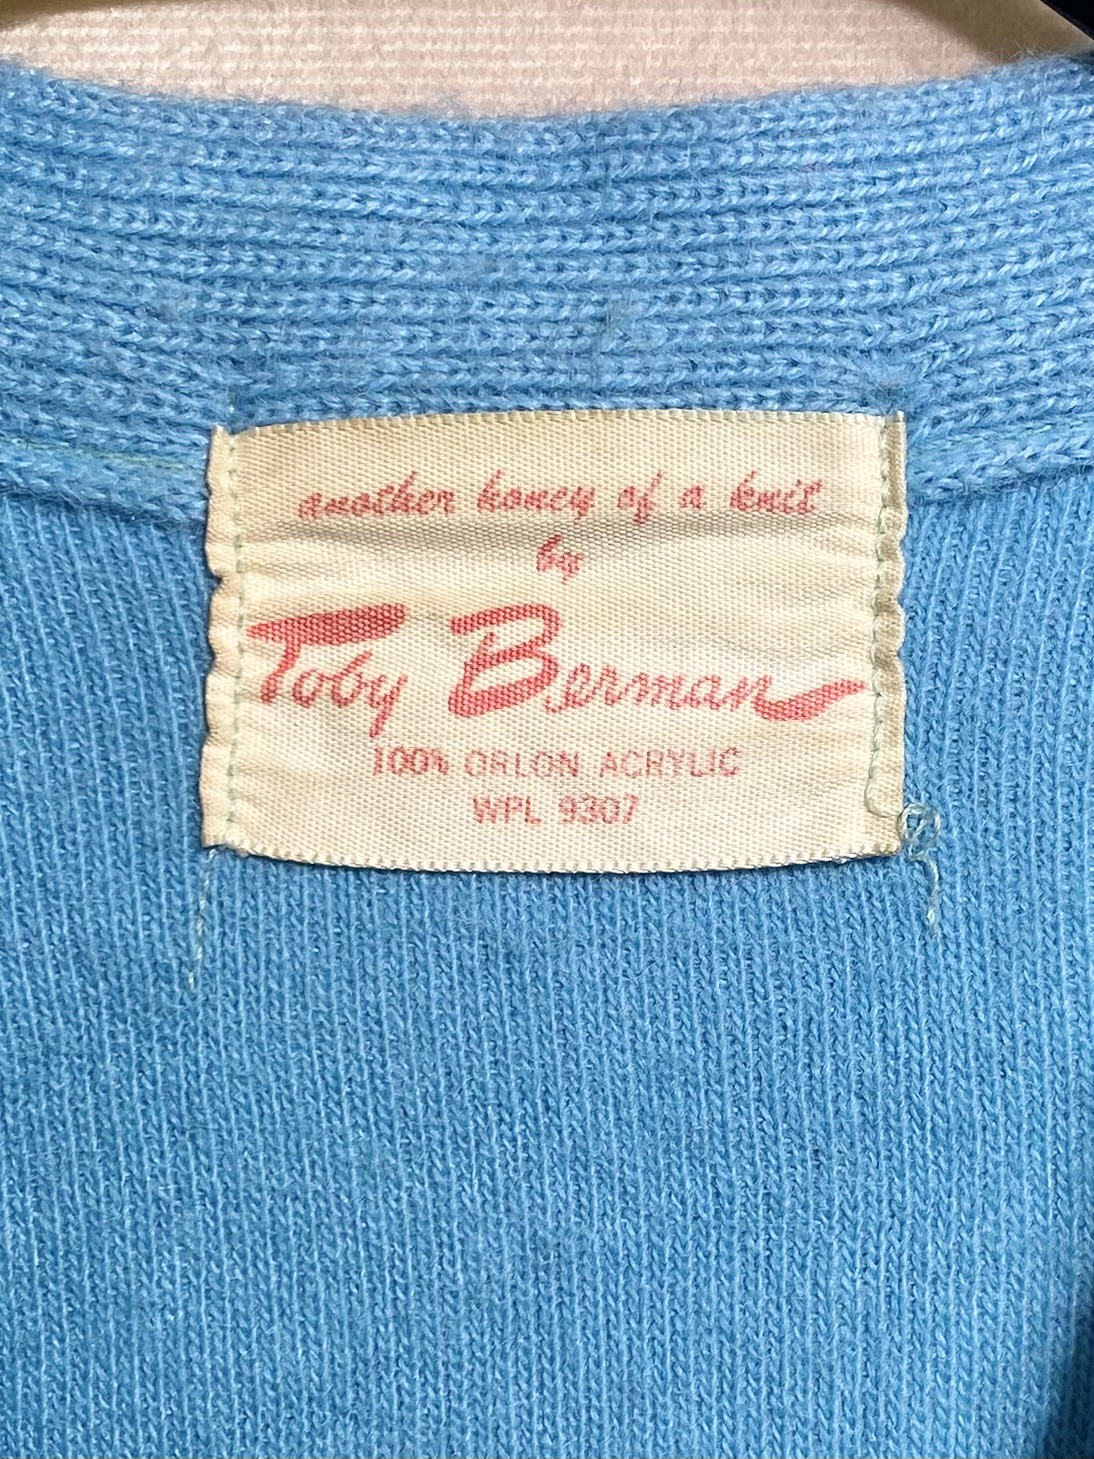 another honey of a knit
by
Toby Berman
100% ORLON ACRYLIC
WPL 9307